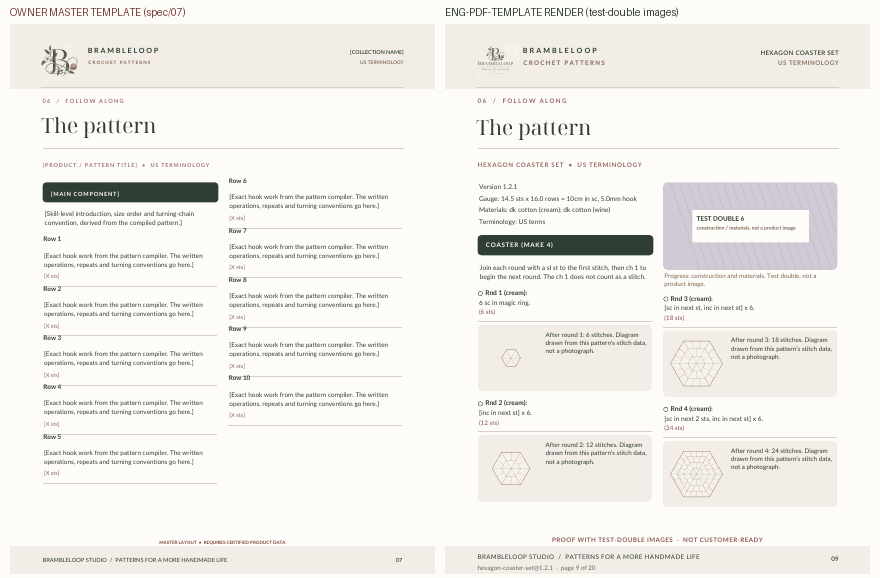 OWNER MASTER TEMPLATE (spec/07)
BRAMBLELOOP
CROCHET PATTERNS
[COLLECTION NAME]
US TERMINOLOGY
06 / FOLLOW ALONG
The pattern
[PRODUCT / PATTERN TITLE] • US TERMINOLOGY
[MAIN COMPONENT]
[Skill-level introduction, size order and turning-chain
convention, derived from the compiled pattern.]
Row 1
[Exact hook work from the pattern compiler. The written
operations, repeats and turning conventions go here.]
[X sts]
Row 2
[Exact hook work from the pattern compiler. The written
operations, repeats and turning conventions go here.]
[X sts]
Row 3
[Exact hook work from the pattern compiler. The written
operations, repeats and turning conventions go here.]
[X sts]
Row 4
[Exact hook work from the pattern compiler. The written
operations, repeats and turning conventions go here.]
[X sts]
Row 5
[Exact hook work from the pattern compiler. The written
operations, repeats and turning conventions go here.]
[X sts]
Row 6
[Exact hook work from the pattern compiler. The written
operations, repeats and turning conventions go here.]
[X sts]
Row 7
[Exact hook work from the pattern compiler. The written
operations, repeats and turning conventions go here.]
[X sts]
Row 8
[Exact hook work from the pattern compiler. The written
operations, repeats and turning conventions go here.]
[X sts]
Row 9
[Exact hook work from the pattern compiler. The written
operations, repeats and turning conventions go here.]
[X sts]
Row 10
[Exact hook work from the pattern compiler. The written
operations, repeats and turning conventions go here.]
[X sts]
MASTER LAYOUT • REQUIRES CERTIFIED PRODUCT DATA
BRAMBLELOOP STUDIO / PATTERNS FOR A MORE HANDMADE LIFE
07
ENG-PDF-TEMPLATE RENDER (test-double images)
BRAMBLELOOP
BRAMBLELOOP
CROCHET PATTERNS
HEXAGON COASTER SET
US TERMINOLOGY
06 / FOLLOW ALONG
The pattern
HEXAGON COASTER SET • US TERMINOLOGY
Version 1.2.1
Gauge: 14.5 sts x 16.0 rows = 10cm in sc, 5.0mm hook
Materials: dk cotton (cream); dk cotton (wine)
Terminology: US terms
COASTER (MAKE 4)
Join each round with a sl st to the first stitch, then ch 1 to
begin the next round. The ch 1 does not count as a stitch.
Rnd 1 (cream):
6 sc in magic ring.
(6 sts)
After round 1: 6 stitches. Diagram
drawn from this pattern's stitch data,
not a photograph.
Rnd 2 (cream):
[inc in next st] x 6.
(12 sts)
After round 2: 12 stitches. Diagram
drawn from this pattern's stitch data,
not a photograph.
TEST DOUBLE 6
construction / materials, not a product image
Progress: construction and materials. Test double, not a
product image.
Rnd 3 (cream):
[sc in next st, inc in next st] x 6.
(18 sts)
After round 3: 18 stitches. Diagram
drawn from this pattern's stitch data,
not a photograph.
Rnd 4 (cream):
[sc in next 2 sts, inc in next st] x 6.
(24 sts)
After round 4: 24 stitches. Diagram
drawn from this pattern's stitch data,
not a photograph.
PROOF WITH TEST-DOUBLE IMAGES - NOT CUSTOMER-READY
BRAMBLELOOP STUDIO / PATTERNS FOR A MORE HANDMADE LIFE
09
hexagon-coaster-set@1.2.1 - page 9 of 20